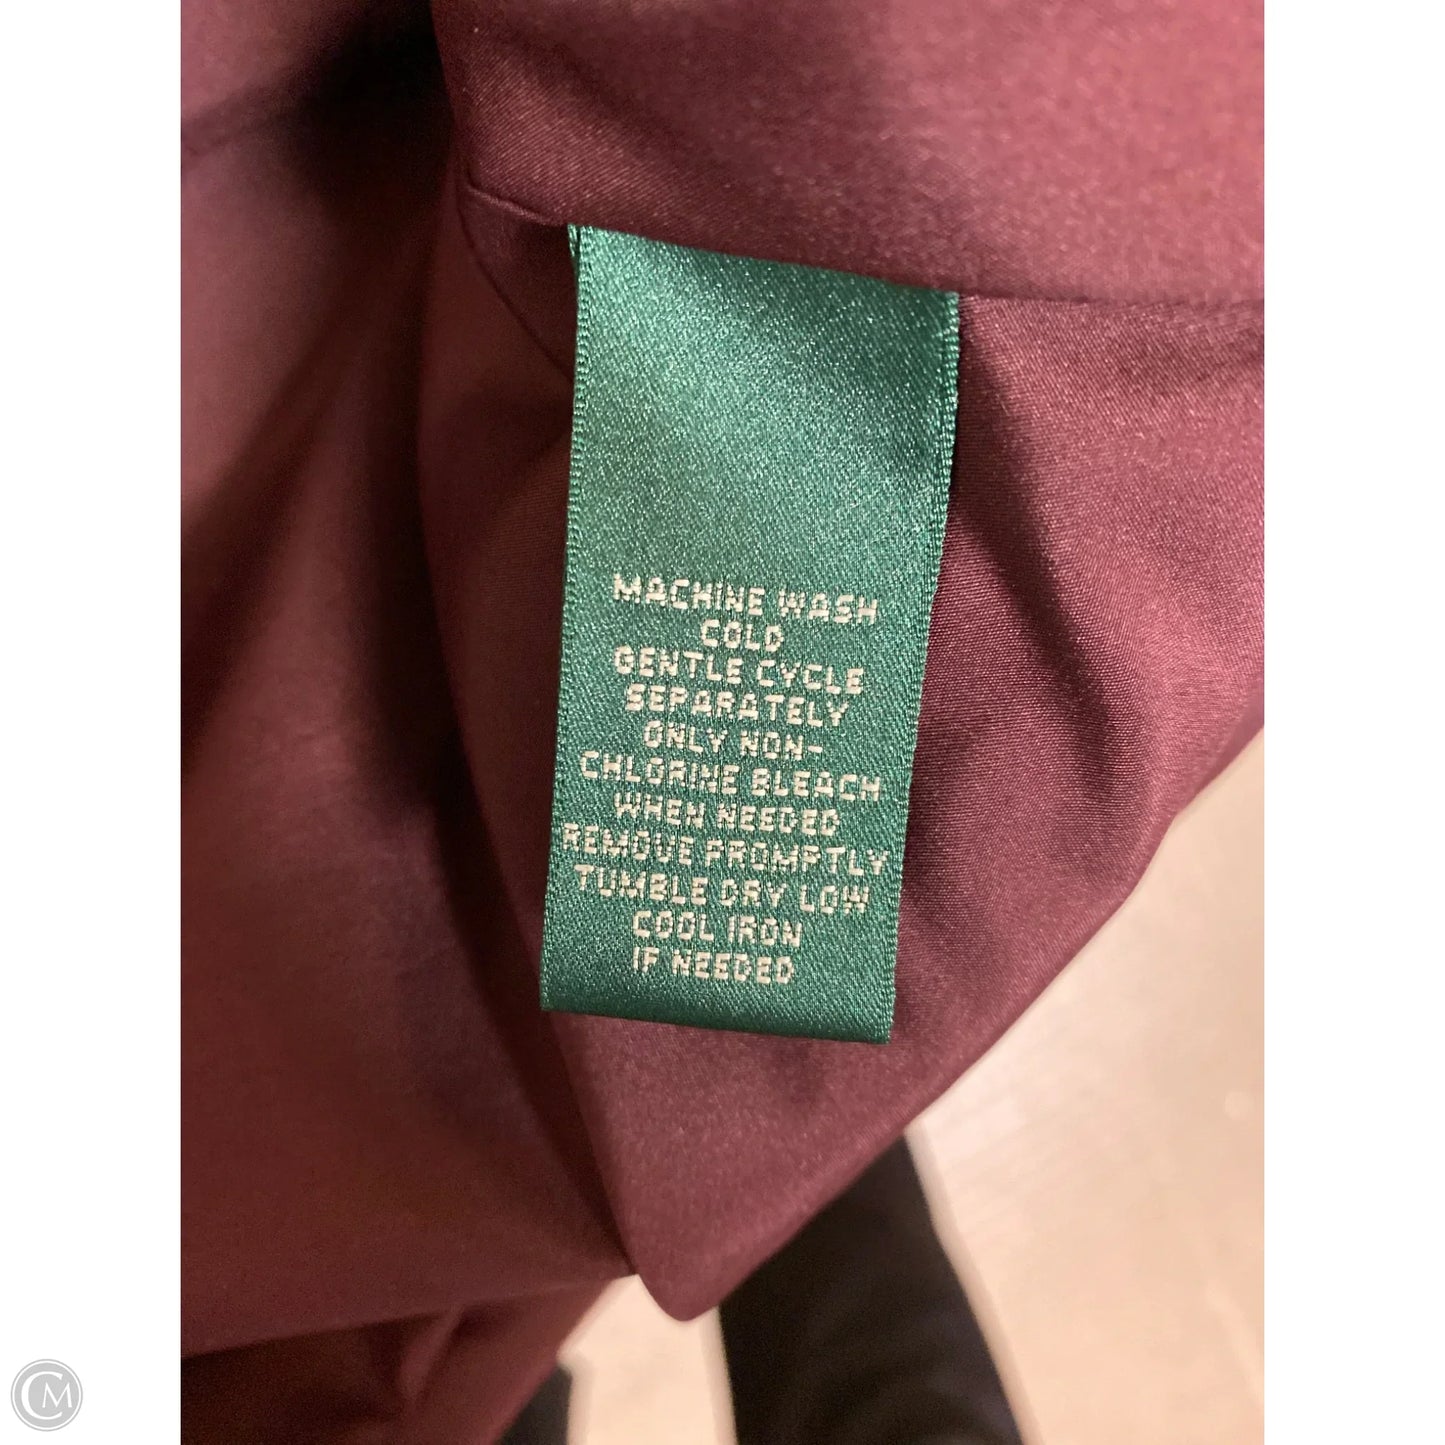 MACHINE WASH
COLD
GENTLE CYCLE
SEPARATELY
ONLY NON-
CHLORINE BLEACH
WHEN NEEDED
REMOVE PROMPTLY
TUMBLE DRY LOW
COOL IRON
IF NEEDED
CM